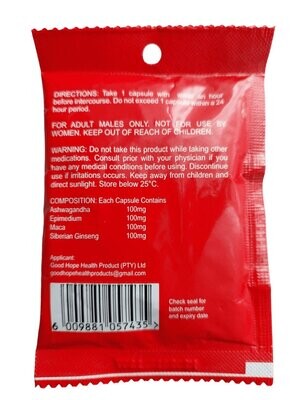 DIRECTIONS: Take 1 capsule with water an hour
before intercourse. Do not exceed 1 capsule within a 24
hour period.
FOR ADULT MALES ONLY. NOT FOR USE BY
WOMEN. KEEP OUT OF REACH OF CHILDREN.
WARNING: Do not take this product while taking other
medications. Consult prior with your physician if you
have any medical conditions before using. Discontinue
use if irritations occurs. Keep away from children and
direct sunlight. Store below 25°C.
COMPOSITION: Each Capsule Contains
Ashwagandha 100mg
Epimedium 100mg
Maca 100mg
Siberian Ginseng 100mg
Applicant:
Good Hope Health Product (PTY) Ltd
goodhopehealthproducts@gmail.com
6 009881 057435 >
Check seal for
batch number
and expiry date